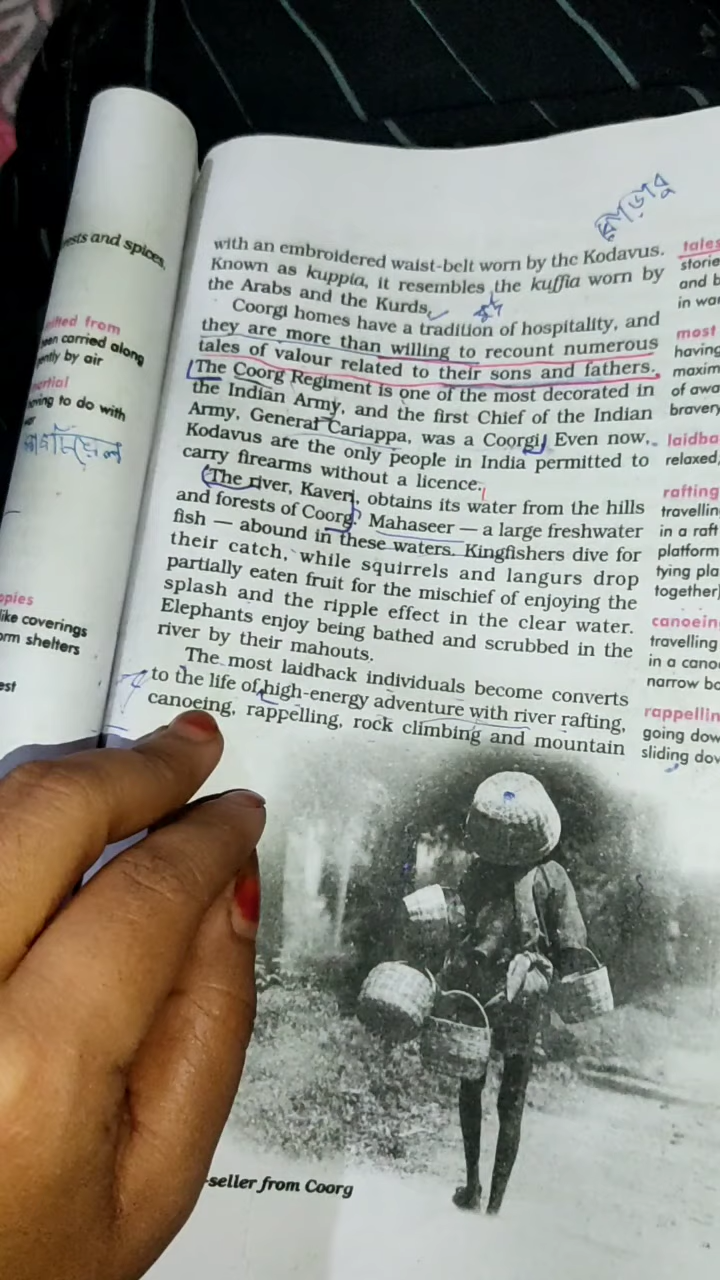 ests and spices,
ifted from
een carried along
ently by air
artial
aving to do with
opies
like coverings
orm shelters
est
with an embroidered waist-belt worn by the Kodavus.
Known as kuppia, it resembles the kuffia worn by
the Arabs and the Kurds.
Coorgi homes have a tradition of hospitality, and
they are more than willing to recount numerous
tales of valour related to their sons and fathers.
The Coorg Regiment is one of the most decorated in
the Indian Army, and the first Chief of the Indian
Army, General Cariappa, was a Coorgi. Even now,
Kodavus are the only people in India permitted to
carry firearms without a licence.
The river, Kaveri, obtains its water from the hills
and forests of Coorg. Mahaseer — a large freshwater
fish — abound in these waters. Kingfishers dive for
their catch, while squirrels and langurs drop
partially eaten fruit for the mischief of enjoying the
splash and the ripple effect in the clear water.
Elephants enjoy being bathed and scrubbed in the
river by their mahouts.
The most laidback individuals become converts
to the life of high-energy adventure with river rafting,
canoeing, rappelling, rock climbing and mountain
-seller from Coorg
tales
storie
and b
in wa
most
having
maxim
of awa
bravery
laidba
relaxed,
rafting
travellin
in a raft
platform
tying pla
together)
canoein
travelling
in a cano
narrow bo
rappellin
going dow
sliding dov